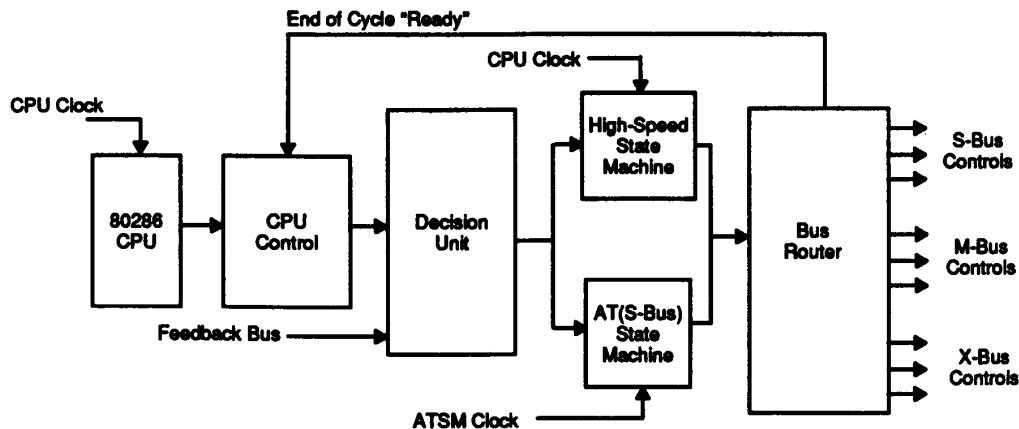 End of Cycle "Ready"
CPU Clock
CPU Clock
High-Speed
State
Machine
80286
CPU
CPU
Control
Decision
Unit
Bus
Router
S-Bus
Controls
M-Bus
Controls
Feedback Bus
AT(S-Bus)
State
Machine
X-Bus
Controls
ATSM Clock